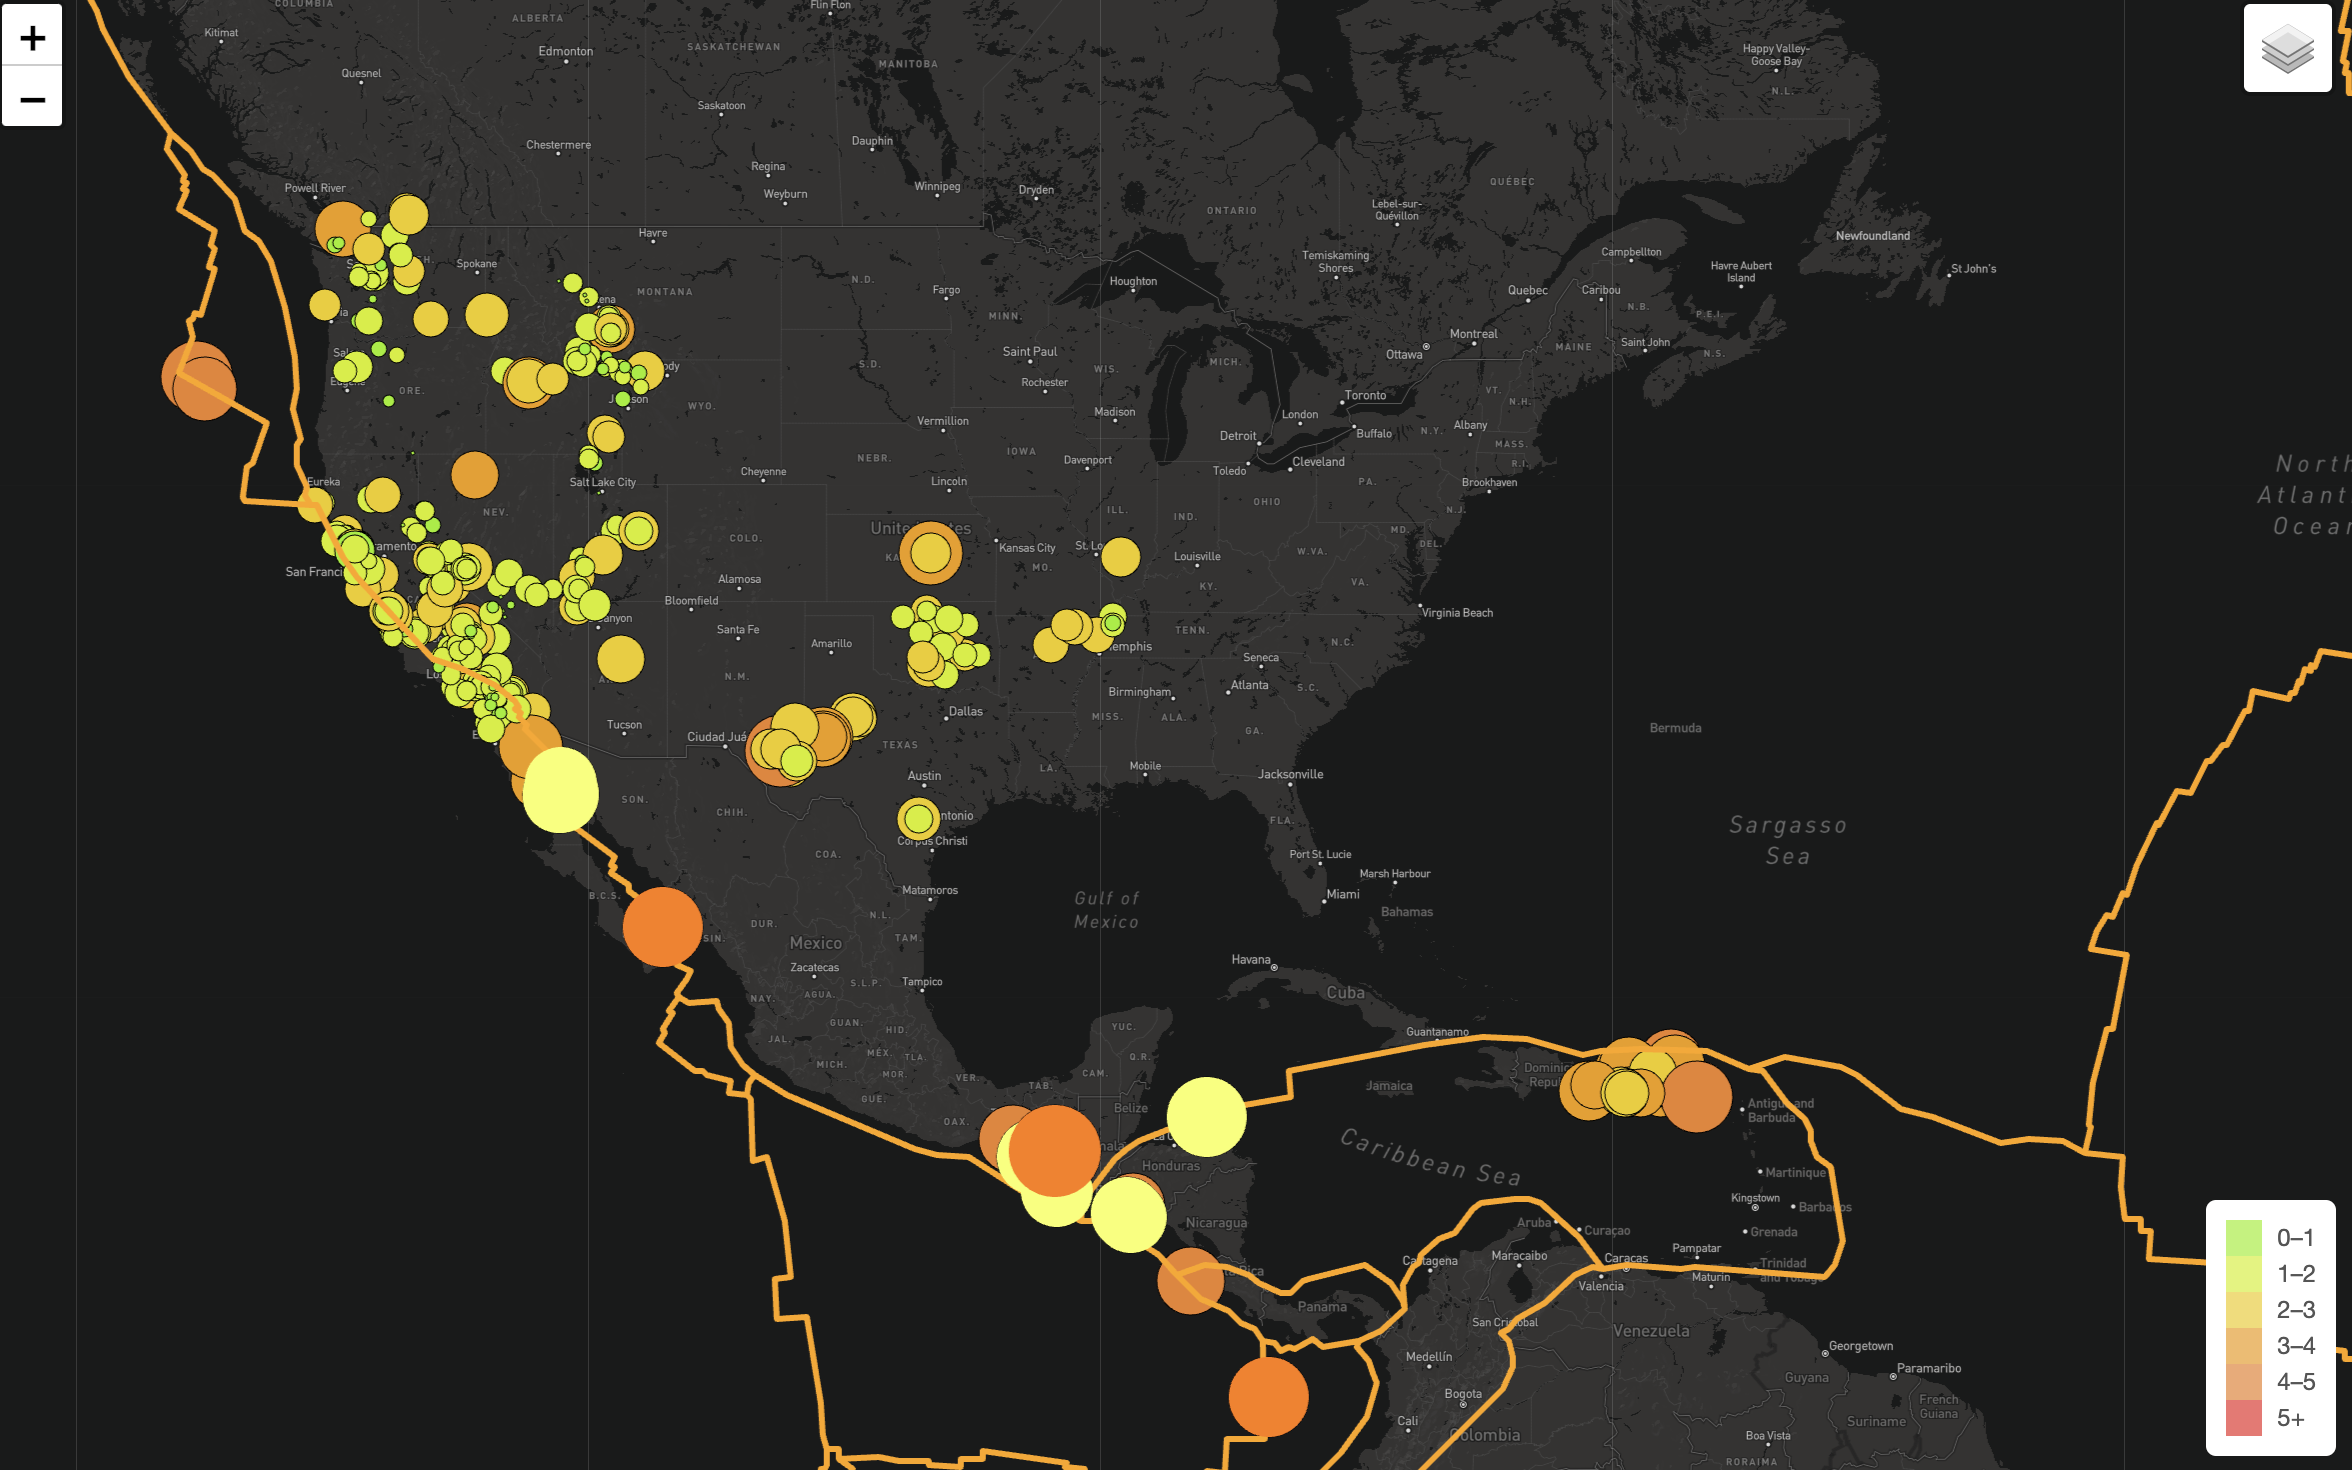 COLUMBIA
Flin Flon
Kitimat
ALBERTA
Edmonton
SASKATCHEWAN
MANITOBA
Happy Valley-
Goose Bay
N.L.
Quesnel
Saskatoon
Chestermere
Dauphin
Regina
Weyburn
Winnipeg
Dryden
QUÉBEC
Powell River
ONTARIO
Lebel-sur-
Quévillon
Newfoundland
Havre
Campbellton
Temiskaming
Shores
Havre Aubert
Island
St John's
Spokane
MONTANA
N.D.
Fargo
Houghton
Quebec
Caribou
N.B.
P.E.I.
MINN.
Montreal
Saint John
MAINE
N.S.
Ottawa
Saint Paul
S.D.
WIS.
MICH.
Rochester
ORE.
WYO.
VT.
N.H.
Toronto
Madison
London
Vermillion
Albany
N.Y.
Buffalo
Detroit
MASS.
R.I.
IOWA
NEBR.
Davenport
Cleveland
Toledo
Cheyenne
PA.
Eureka
Salt Lake City
Lincoln
Brookhaven
OHIO
NEV.
ILL.
IND.
N.J.
MD.
DEL.
COLO.
Kansas City
Louisville
W.VA.
MO.
San Franci
Alamosa
VA.
KY.
Bloomfield
Virginia Beach
Santa Fe
TENN.
N.C.
Amarillo
Seneca
N.M.
Atlanta
S.C.
Birmingham
Dallas
MISS.
ALA.
Tucson
Ciudad Juá
TEXAS
GA.
Bermuda
LA.
Mobile
Jacksonville
Austin
SON.
CHIH.
ntonio
FLA.
Corpus Christi
COA.
Port St. Lucie
Marsh Harbour
Matamoros
Miami
B.C.S.
Gulf of
Mexico
Bahamas
N.L.
DUR.
SIN.
TAM.
Mexico
Havana
Zacatecas
Tampico
S.L.P.
Cuba
NAY.
AGUA.
GUAN.
HID.
YUC.
Guantanamo
JAL.
MÉX.
TLA.
Q.R.
MICH.
MOR.
CAM.
VER.
TAB.
Jamaica
GUE.
Belize
OAX.
Antigua and
Barbuda
Caribbean Sea
Honduras
Martinique
Kingstown
Barbados
Nicaragua
Aruba
Curacao
Grenada
Pampatar
Cartagena
Maracaibo
Caracas
Trinidad
and Tobago
Maturin
Valencia
Panama
San Cristobal
Venezuela
Medellín
Georgetown
Paramaribo
Guyana
French
Guiana
Bogota
Suriname
Cali
Colombia
Boa Vista
RORAIMA
Sargasso
Sea
North
Atlant
Ocean
0–1
1–2
2–3
3–4
4–5
5+